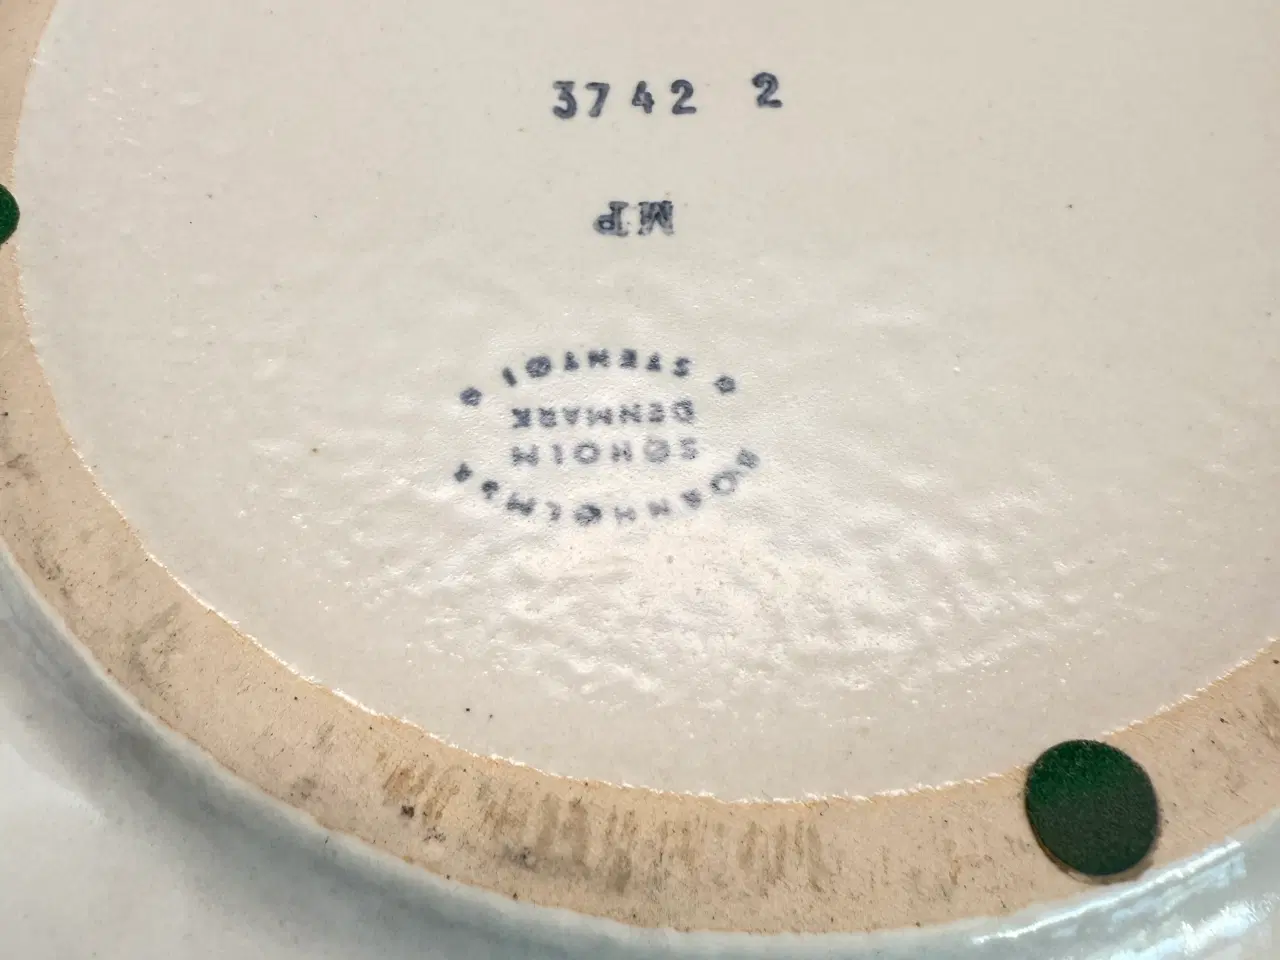 3742 2
MP
BORNHOLMSK
SØHOLM
DENMARK
STENTØJ